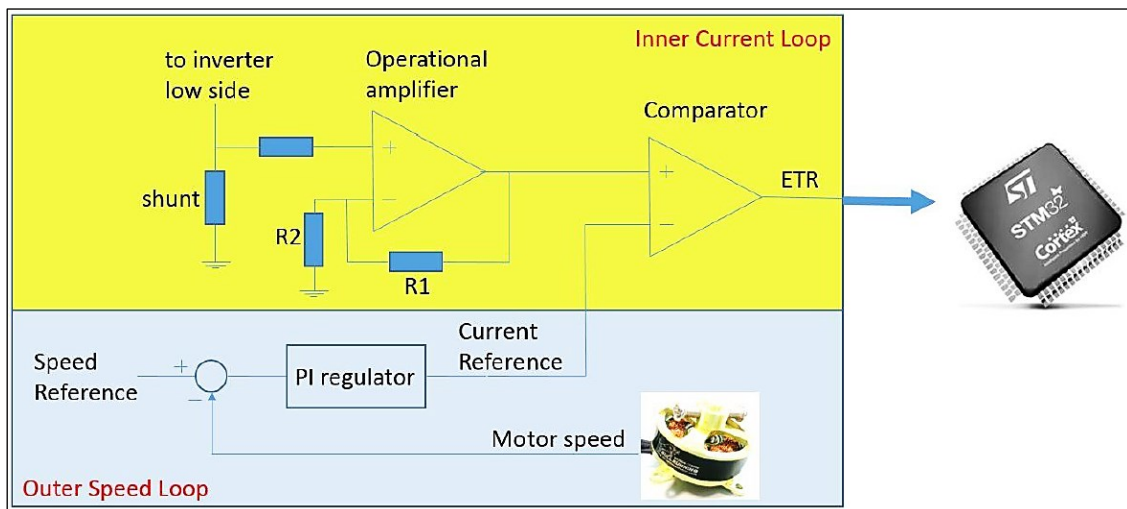 Inner Current Loop
to inverter
low side
Operational
amplifier
Comparator
+
−
+
−
ETR
shunt
R2
R1
ST
STM32
Cortex
Speed
Reference
+
−
PI regulator
Current
Reference
Motor speed
Outer Speed Loop